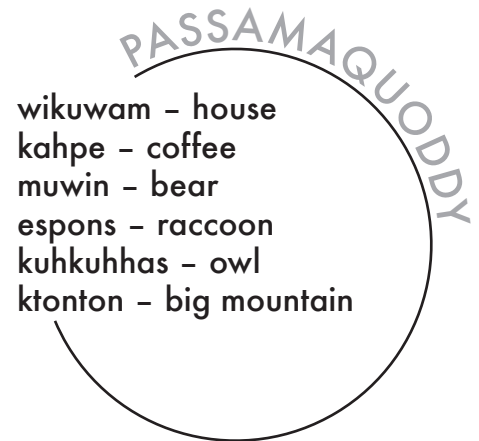 PASSAMAQUODDY
wikuwam – house
kahpe – coffee
muwin – bear
espons – raccoon
kuhkuhhas – owl
ktonton – big mountain